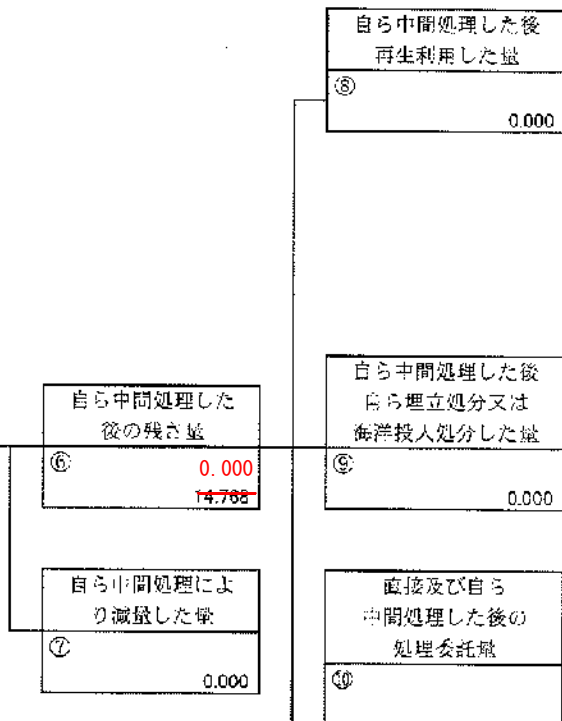 自ら中間処理した後
再生利用した量
⑧
0.000
自ら中間処理した
後の残さ量
⑥
0.000
14.768
自ら中間処理した後
自ら埋立処分又は
海洋投入処分した量
⑨
0.000
自ら中間処理によ
り減量した量
⑦
0.000
直接及び自ら
中間処理した後の
処理委託量
⑩